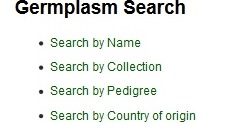 Germplasm Search
Search by Name
Search by Collection
Search by Pedigree
Search by Country of origin